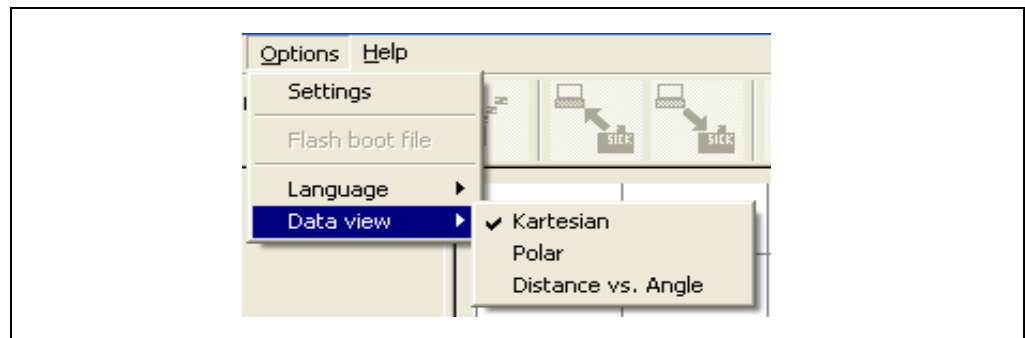 Options Help
Settings
Flash boot file
Language
Data view
Kartesian
Polar
Distance vs. Angle
SICK SICK